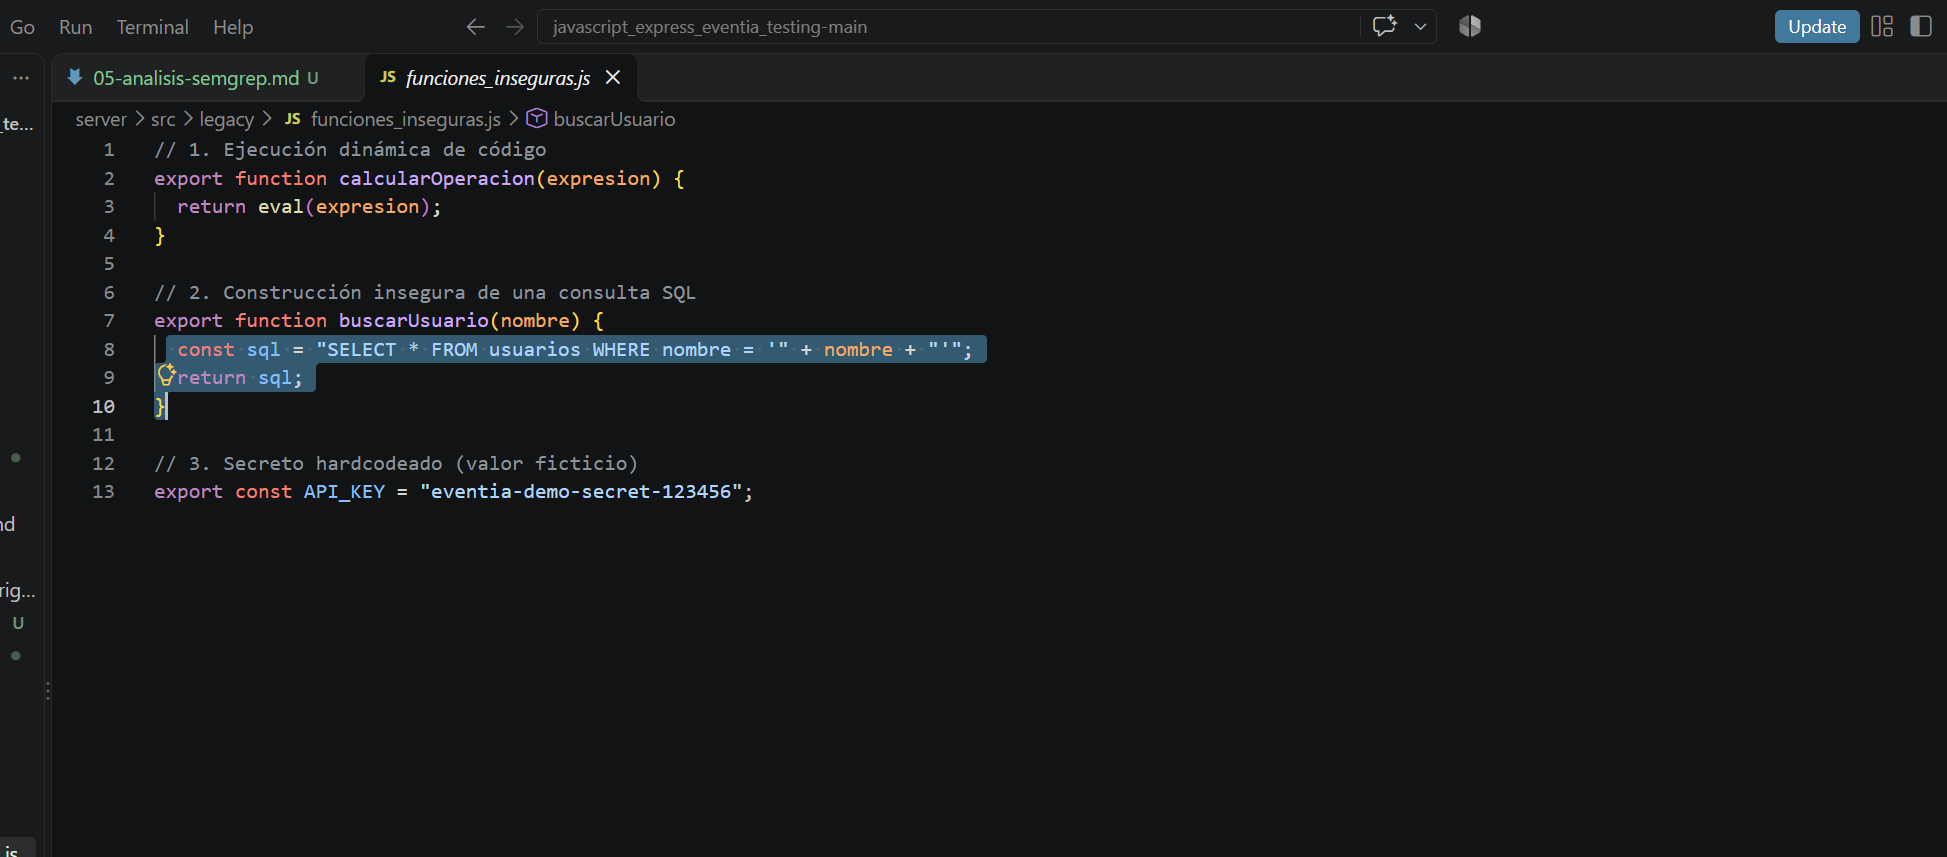 Go Run Terminal Help javascript_express_eventia_testing-main Update
05-analisis-semgrep.md U JS funciones_inseguras.js
_te...
server > src > legacy > JS funciones_inseguras.js > buscarUsuario
1 // 1. Ejecución dinámica de código
2 export function calcularOperacion(expresion) {
3 return eval(expresion);
4 }
5
6 // 2. Construcción insegura de una consulta SQL
7 export function buscarUsuario(nombre) {
8 const sql = "SELECT * FROM usuarios WHERE nombre = '" + nombre + "'";
9 return sql;
10 }
11
12 // 3. Secreto hardcodeado (valor ficticio)
13 export const API_KEY = "eventia-demo-secret-123456";
nd
rig...
U
js